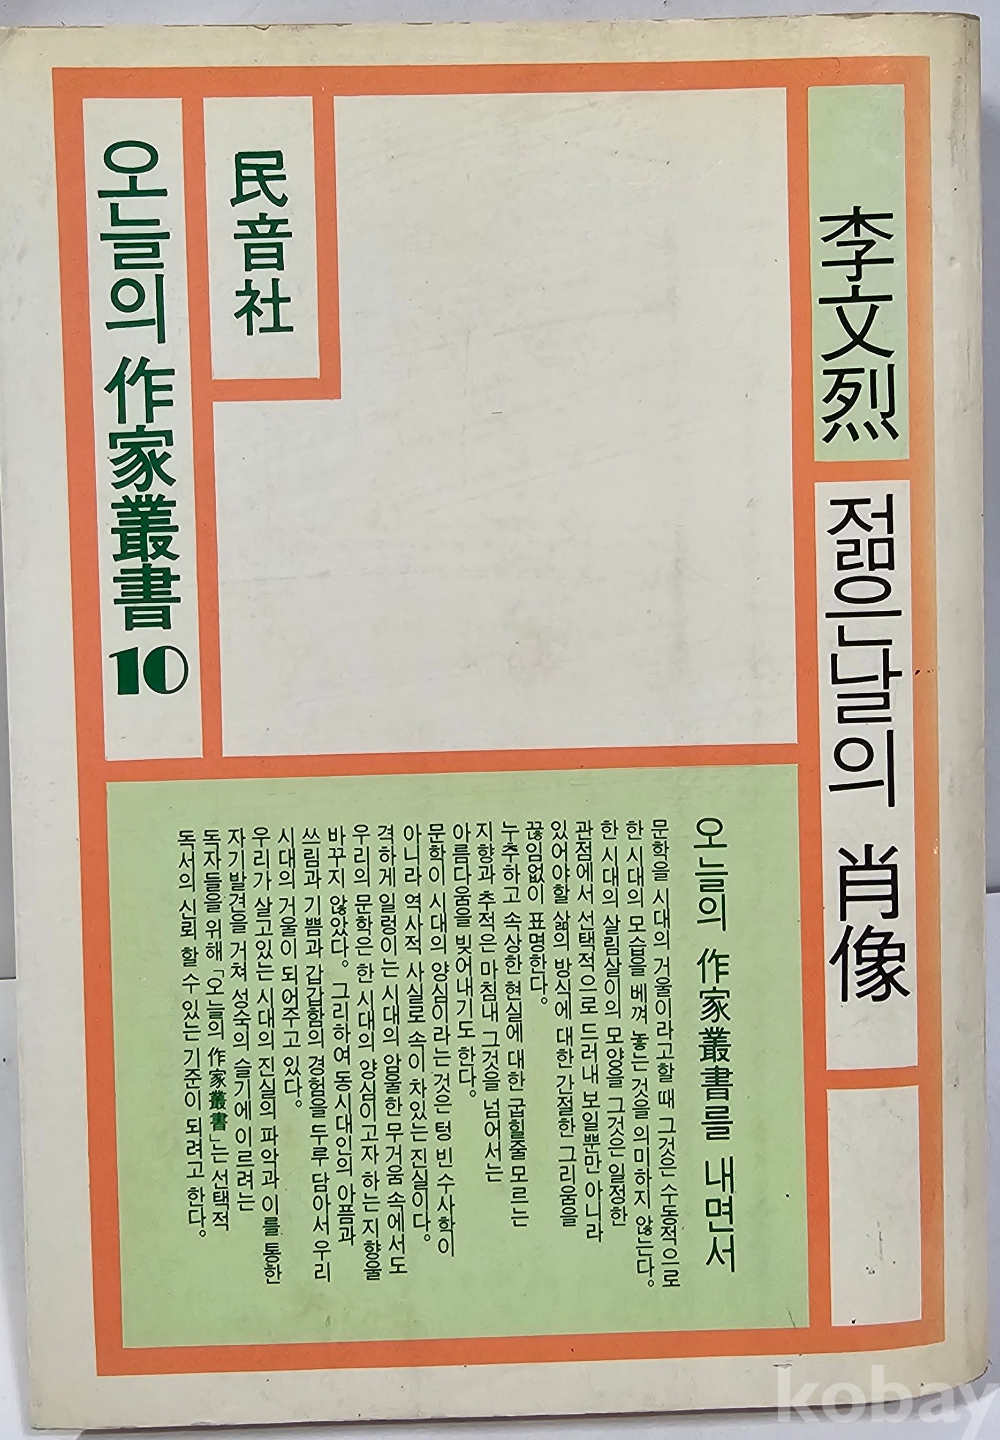 李文烈
젊은날의 肖像
오늘의 作家叢書를 내면서
문학을 시대의 거울이라고할 때 그것은 수동적으로
한시대의 모습을 베껴 놓는 것을 의미하지 않는다.
한 시대의 살림살이의 모양을 그것은 일정한
관점에서 선택적으로 드러내 보일뿐만 아니라
있어야할 삶의 방식에 대한 간절한 그리움을
끊임없이 표명한다.
누추하고 속상한 현실에 대한 굽힐줄 모르는
지향과 추적은 마침내 그것을 넘어서는
아름다움을 빚어내기도 한다.
문학이 시대의 양심이라는 것은 텅 빈 수사학이
아니라 역사적 사실로 속이 차있는 진실이다.
격하게 일렁이는 시대의 암울한 무거움 속에서도
우리의 문학은 한 시대의 양심이고자 하는 지향을
바꾸지 않았다. 그리하여 동시대인의 아픔과
쓰림과 기쁨과 갑갑함의 경험을 두루 담아서 우리
시대의 거울이 되어주고 있다.
우리가 살고있는 시대의 진실의 파악과 이를 통한
자기발견을 거쳐 성숙의 슬기에 이르려는
독자들을 위해 「오늘의 作家叢書」는 선택적
독서의 신뢰 할 수 있는 기준이 되려고 한다.
民音社
오늘의 作家叢書 10
kobay